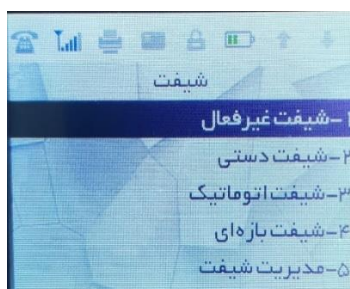 شیفت
۱-شیفت غیرفعال
۲-شیفت دستی
۳-شیفت اتوماتیک
۴-شیفت بازه‌ای
۵-مدیریت شیفت